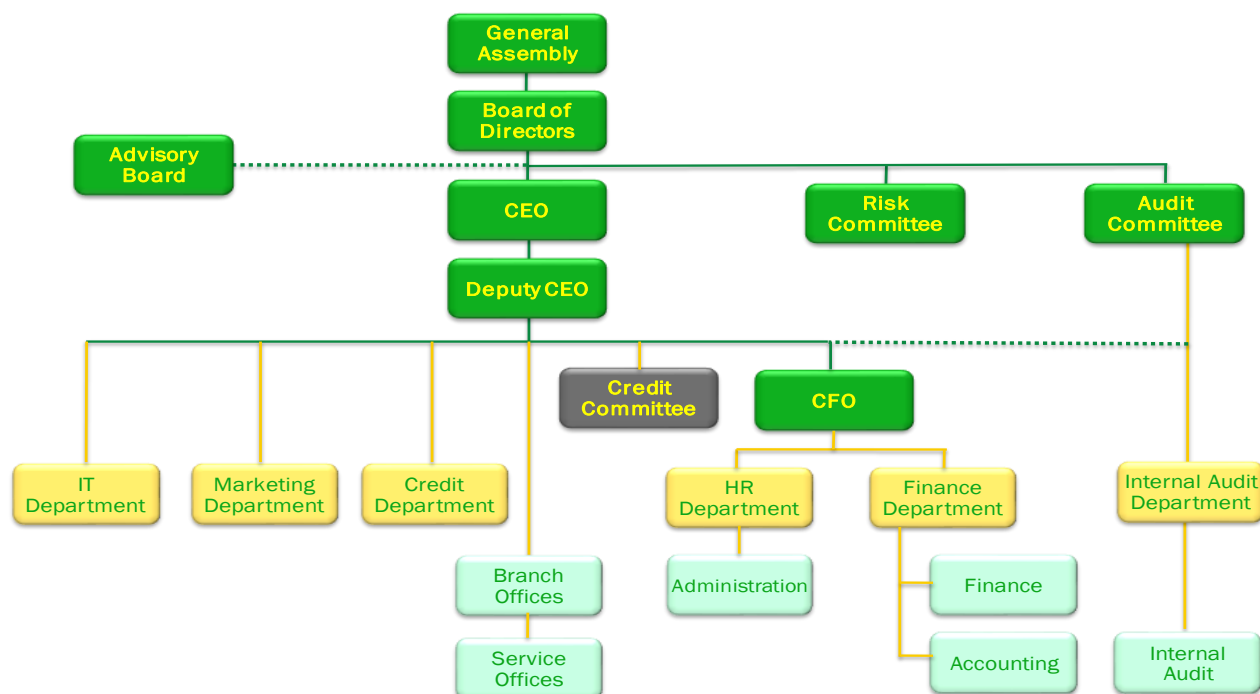 General
Assembly
Board of
Directors
Advisory
Board
CEO
Risk
Committee
Audit
Committee
Deputy CEO
Credit
Committee
CFO
IT
Department
Marketing
Department
Credit
Department
HR
Department
Finance
Department
Internal Audit
Department
Branch
Offices
Administration
Finance
Service
Offices
Accounting
Internal
Audit